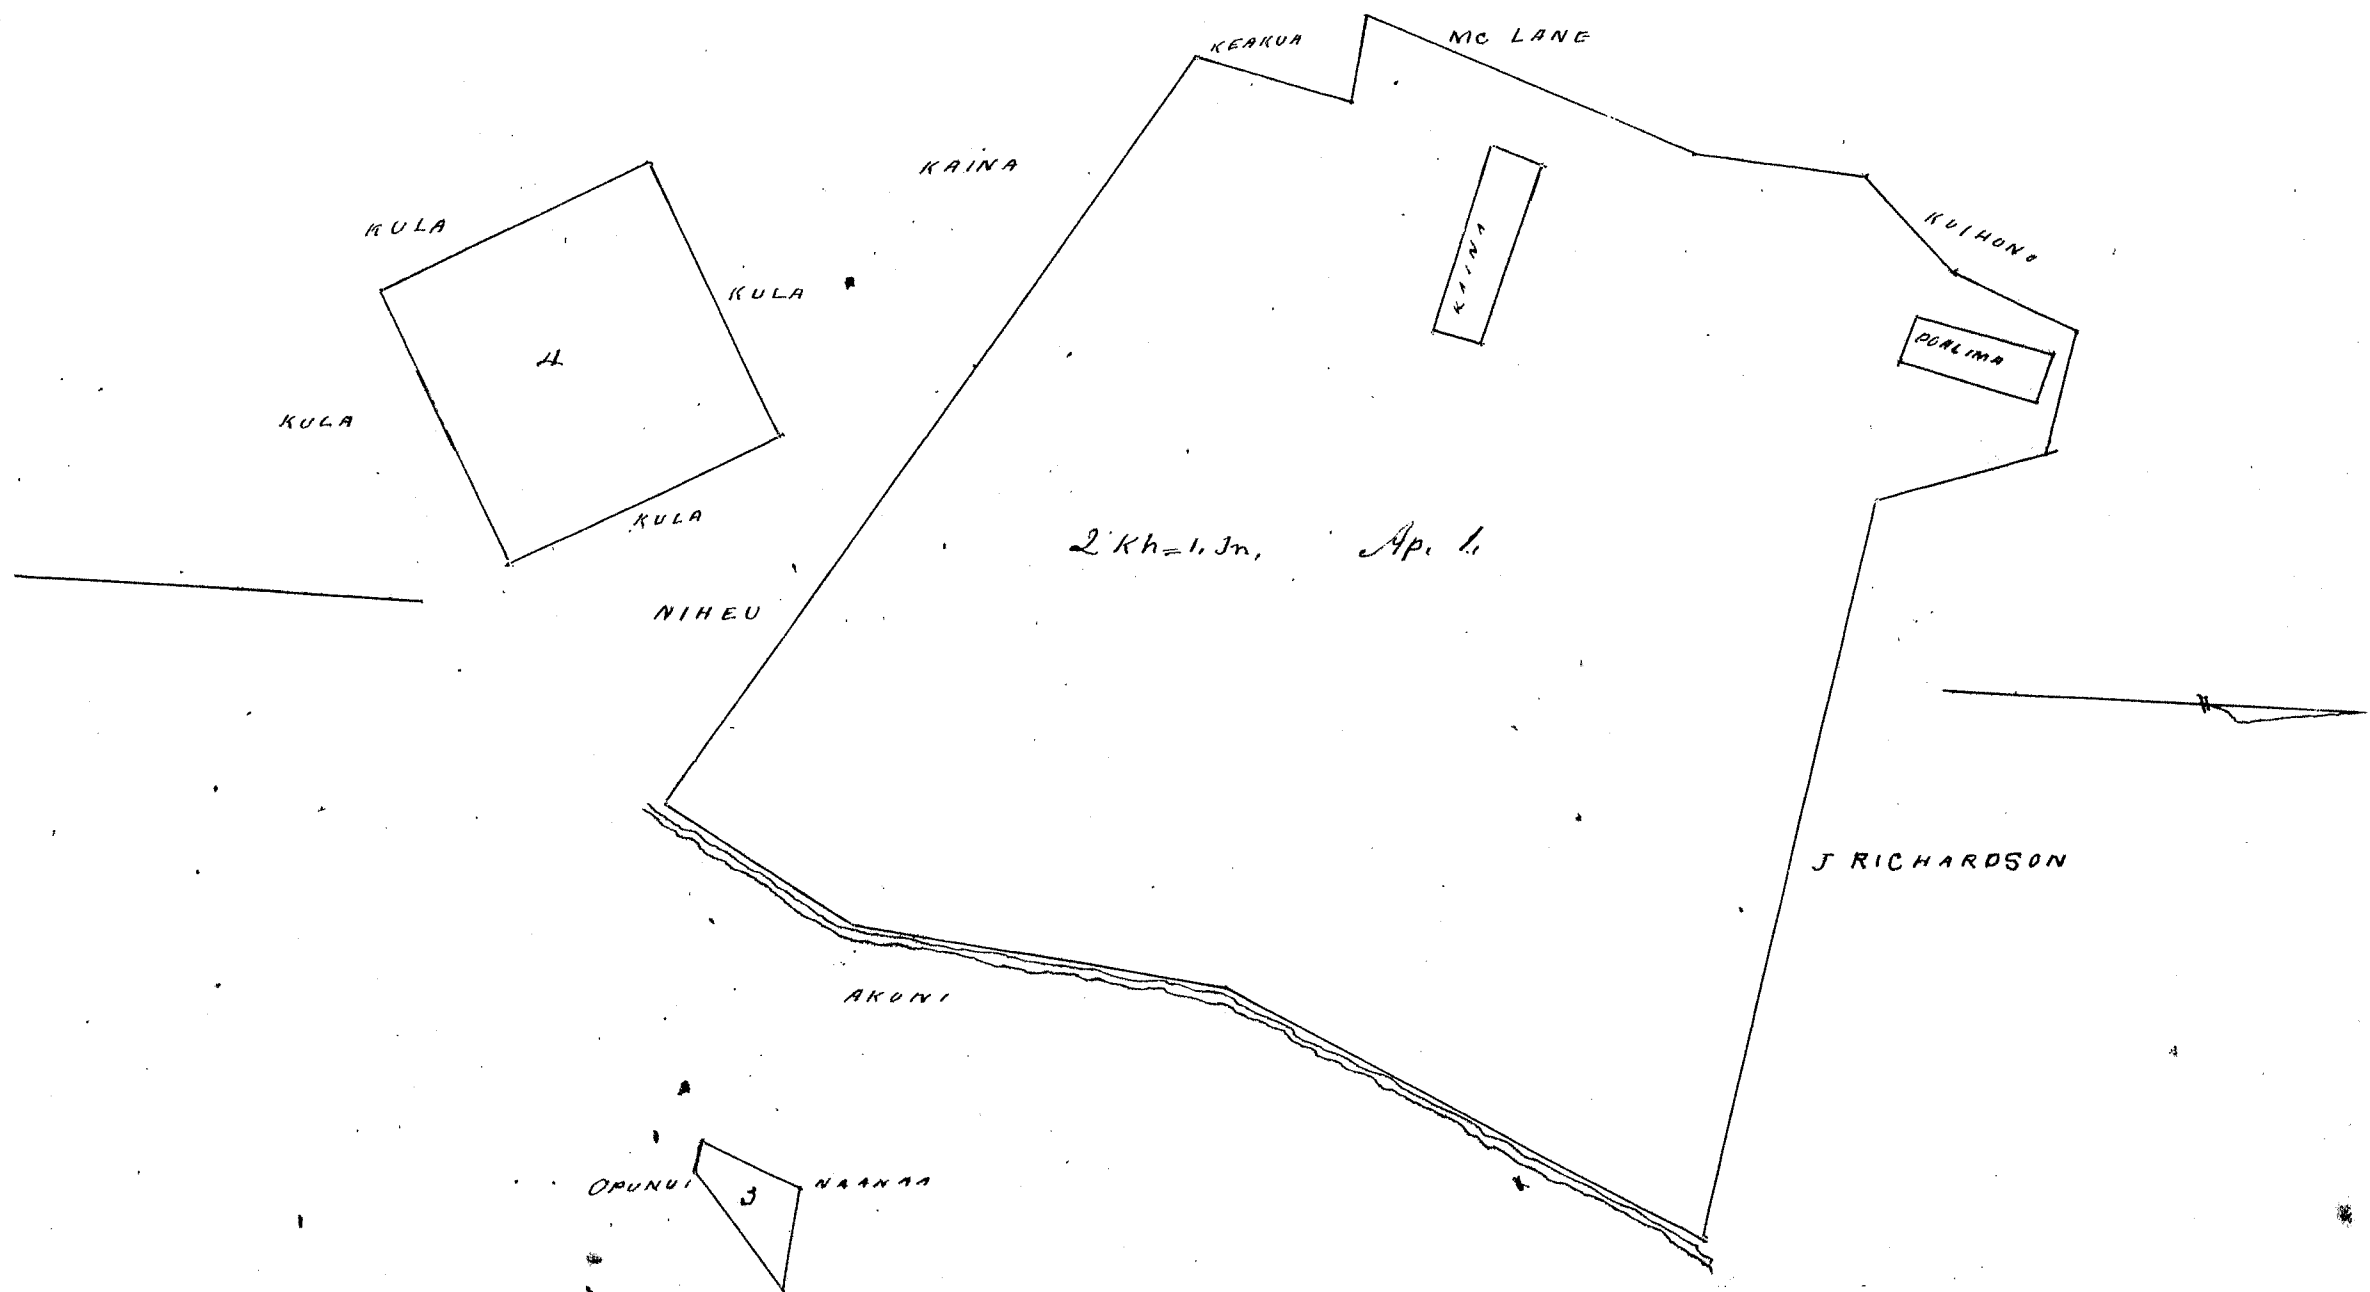 KEAKUA
MC LANE
KAINA
KULA
KUIHONO
KULA
KAINA
POALIMA
4
KULA
KULA
2 Kh = 1. In.
Ap. 1.
NIHEU
J RICHARDSON
AKONI
OPUNUI
3
NAANAA